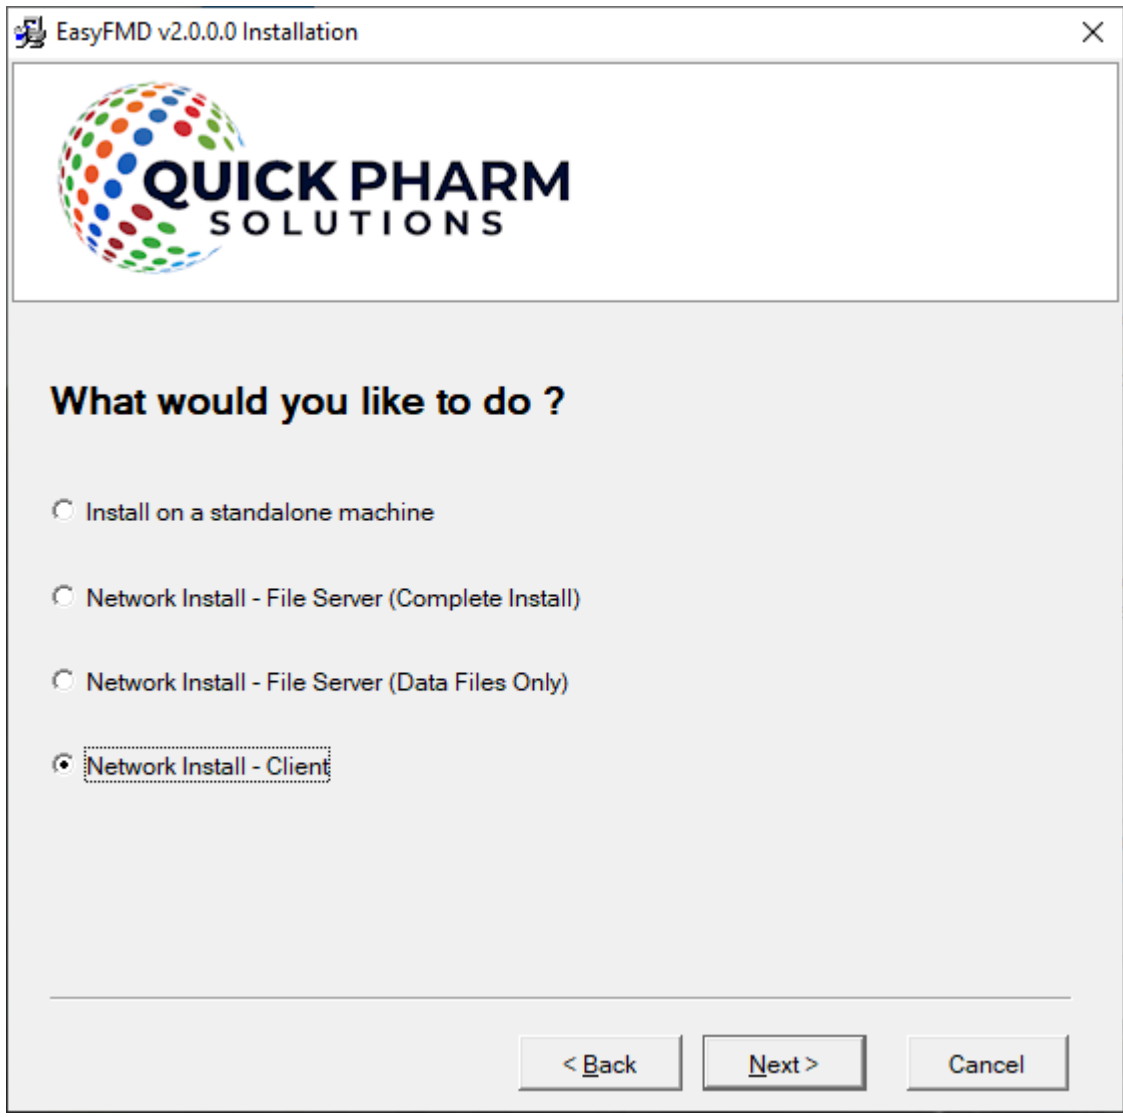 EasyFMD v2.0.0.0 Installation
QUICK PHARM
SOLUTIONS
What would you like to do ?
Install on a standalone machine
Network Install - File Server (Complete Install)
Network Install - File Server (Data Files Only)
Network Install - Client
< Back
Next >
Cancel